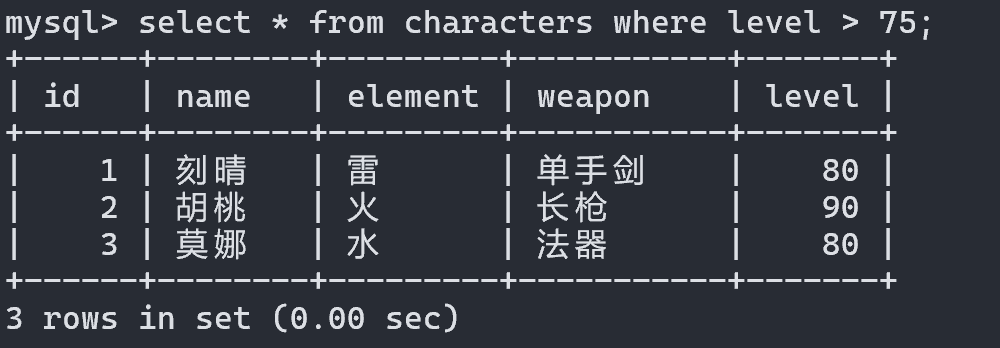 mysql> select * from characters where level > 75;
+------+--------+---------+-----------+-------+
| id   | name   | element | weapon    | level |
+------+--------+---------+-----------+-------+
|    1 | 刻晴   | 雷      | 单手剑    |    80 |
|    2 | 胡桃   | 火      | 长枪      |    90 |
|    3 | 莫娜   | 水      | 法器      |    80 |
+------+--------+---------+-----------+-------+
3 rows in set (0.00 sec)